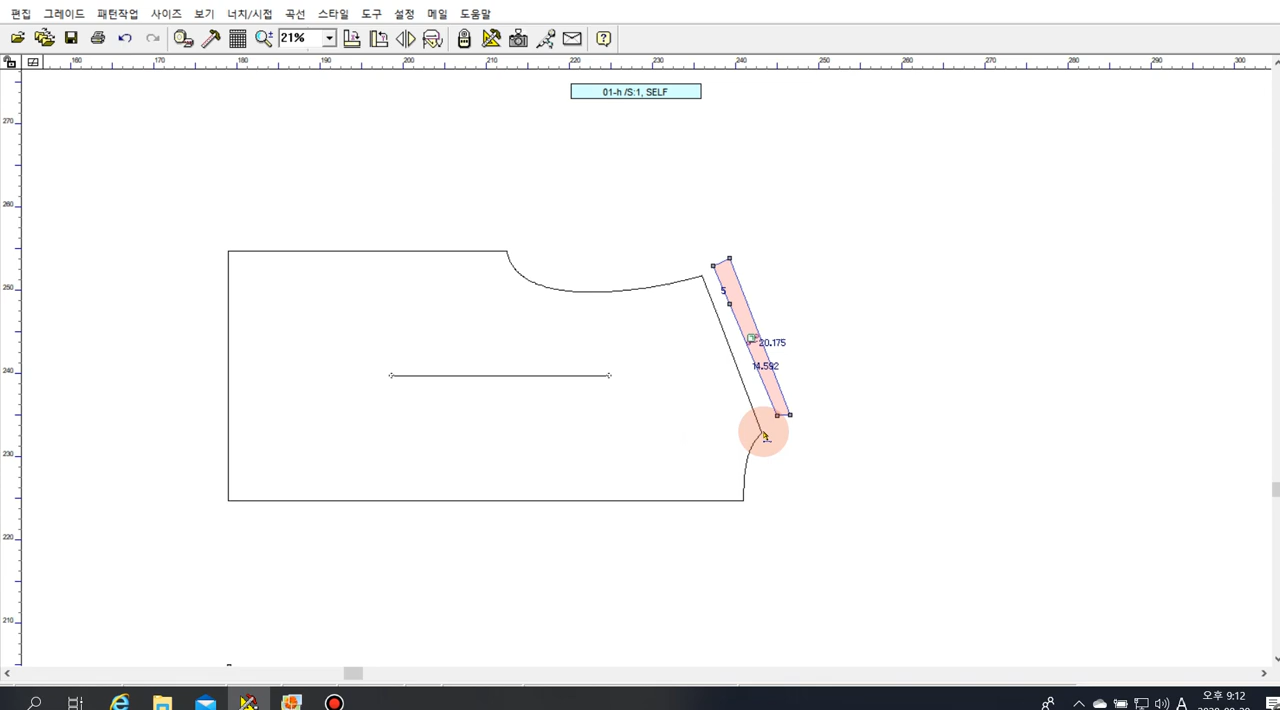 편집 그레이드 패턴작업 사이즈 보기 너치/시접 곡선 스타일 도구 설정 메일 도움말
21%
160 170 180 190 200 210 220 230 240 250 260 270 280 290 300
01-h /S:1, SELF
270
260
250
240
230
220
210
5
20.175
14.592
A
오후 9:12